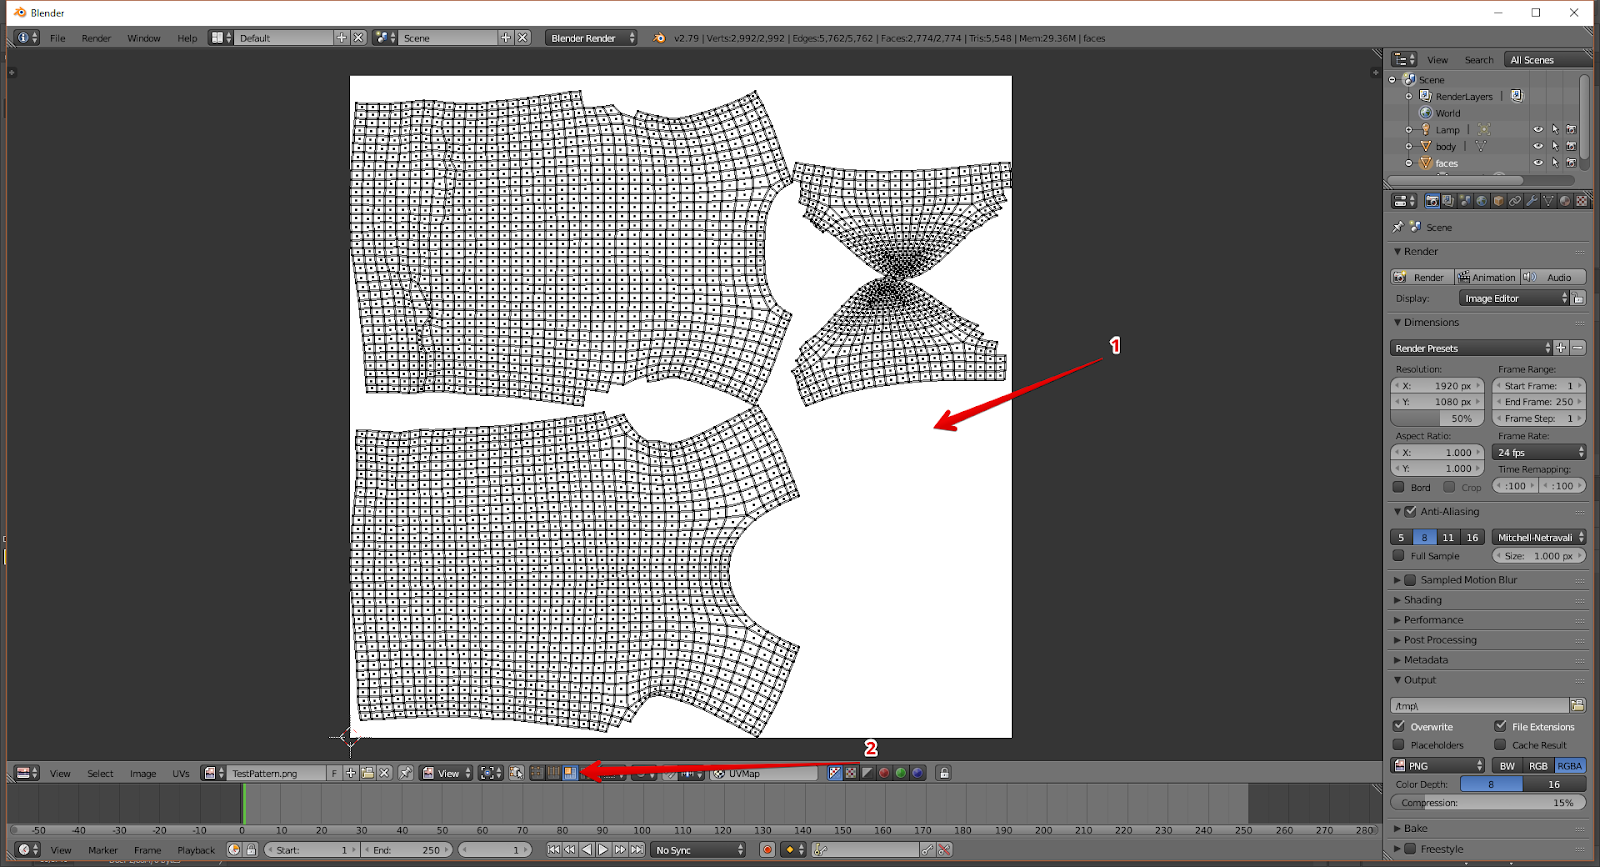 Blender
File Render Window Help Default Scene Blender Render v2.79 | Verts:2,992/2,992 | Edges:5,762/5,762 | Faces:2,774/2,774 | Tris:5,548 | Mem:29.36M | faces
View Search All Scenes
Scene
RenderLayers
World
Lamp
body
faces
Scene
Render
Render Animation Audio
Display: Image Editor
Dimensions
Render Presets
Resolution: Frame Range:
X: 1920 px Start Frame: 1
Y: 1080 px End Frame: 250
50% Frame Step: 1
Aspect Ratio: Frame Rate:
X: 1.000 24 fps
Y: 1.000 Time Remapping:
Bord Crop :100 :100
Anti-Aliasing
5 8 11 16 Mitchell-Netravali
Full Sample Size: 1.000 px
Sampled Motion Blur
Shading
Performance
Post Processing
Metadata
Output
/tmp\
Overwrite File Extensions
Placeholders Cache Result
PNG BW RGB RGBA
Color Depth: 8 16
Compression: 15%
Bake
Freestyle
1
2
View Select Image UVs TestPattern.png F View UVMap
-50 -40 -30 -20 -10 0 10 20 30 40 50 60 70 80 90 100 110 120 130 140 150 160 170 180 190 200 210 220 230 240 250 260 270 280
View Marker Frame Playback Start: 1 End: 250 1 No Sync